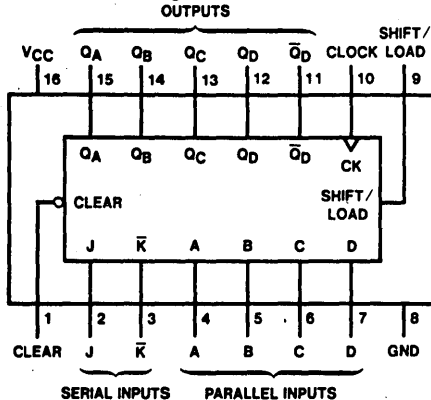 OUTPUTS
VCC QA QB QC QD Q̅D CLOCK SHIFT/LOAD
16 15 14 13 12 11 10 9
QA QB QC QD Q̅D CK
CLEAR SHIFT/LOAD
J K̅ A B C D
1 2 3 4 5 6 7 8
CLEAR J K̅ A B C D GND
SERIAL INPUTS PARALLEL INPUTS